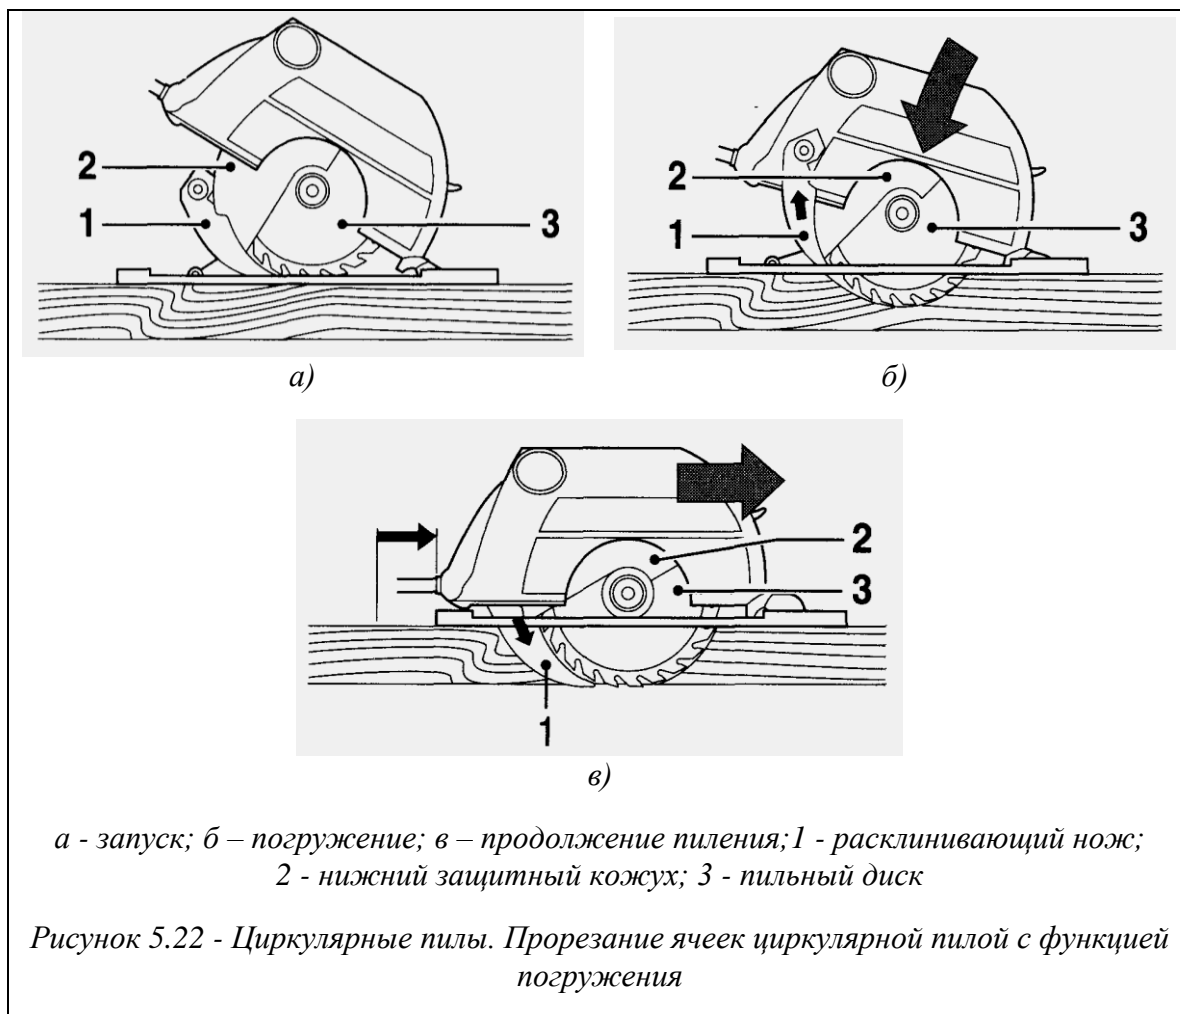 2
1
3
2
1
3
а)
б)
2
3
1
в)
а - запуск; б – погружение; в – продолжение пиления;1 - расклинивающий нож;
2 - нижний защитный кожух; 3 - пильный диск
Рисунок 5.22 - Циркулярные пилы. Прорезание ячеек циркулярной пилой с функцией
погружения